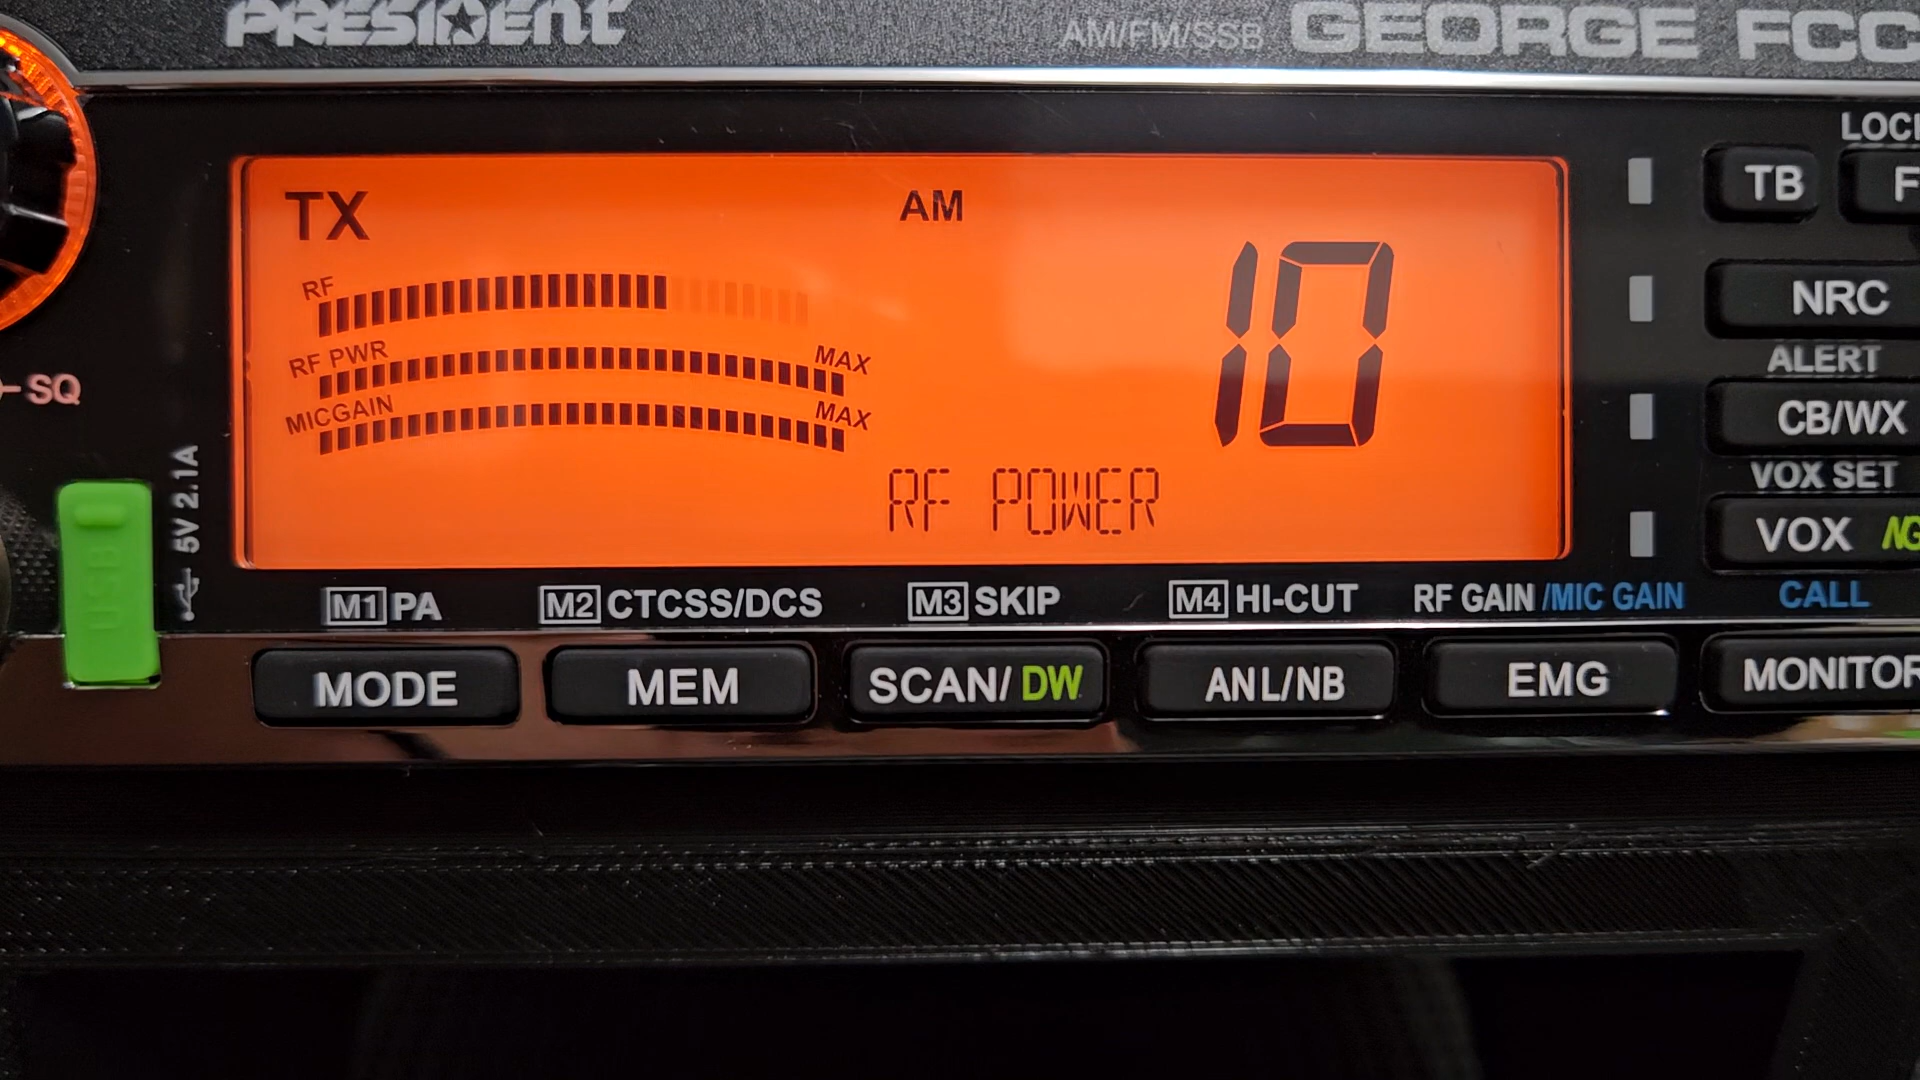 PRESIDENT
AM/FM/SSB GEORGE FCC
LOCK
TX
AM
TB
F
RF
10
NRC
RF PWR
MAX
ALERT
SQ
MICGAIN
MAX
CB/WX
5V 2.1A
VOX SET
RF POWER
USB
VOX NG
M1 PA
M2 CTCSS/DCS
M3 SKIP
M4 HI-CUT
RF GAIN/MIC GAIN
CALL
MODE
MEM
SCAN/DW
ANL/NB
EMG
MONITOR